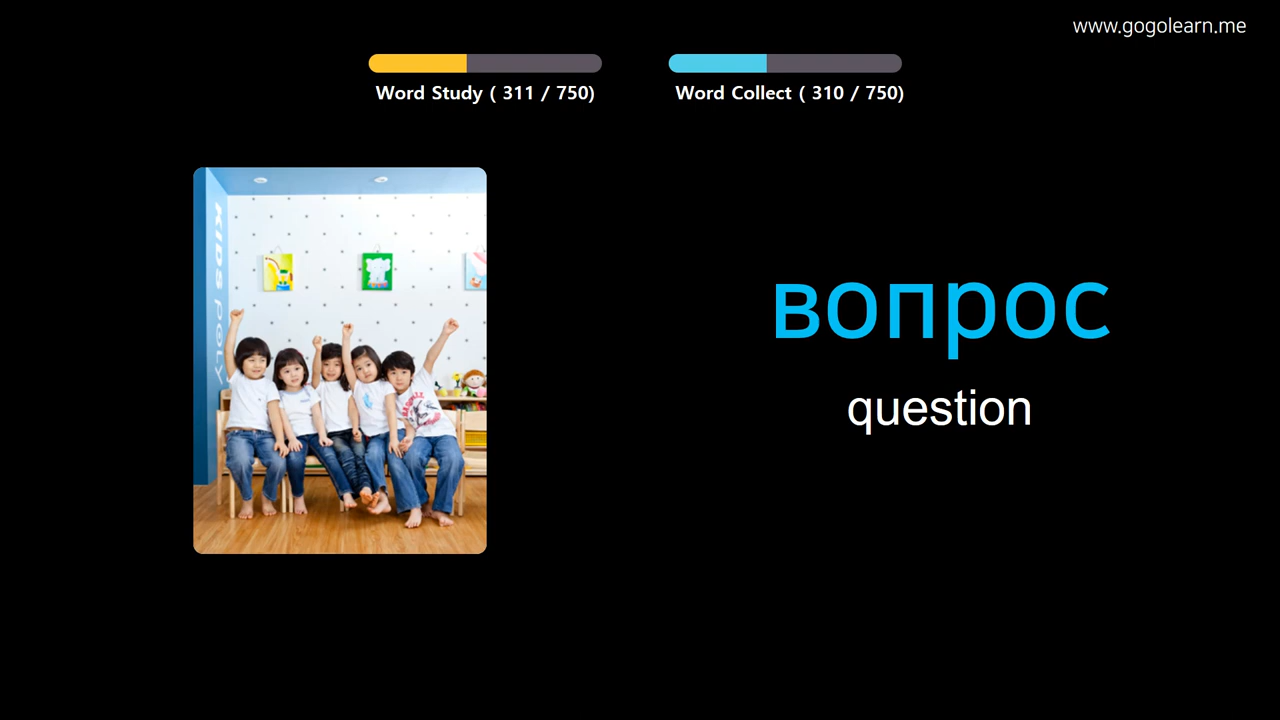 www.gogolearn.me
Word Study ( 311 / 750)
Word Collect ( 310 / 750)
KIDS POLY
вопрос
question